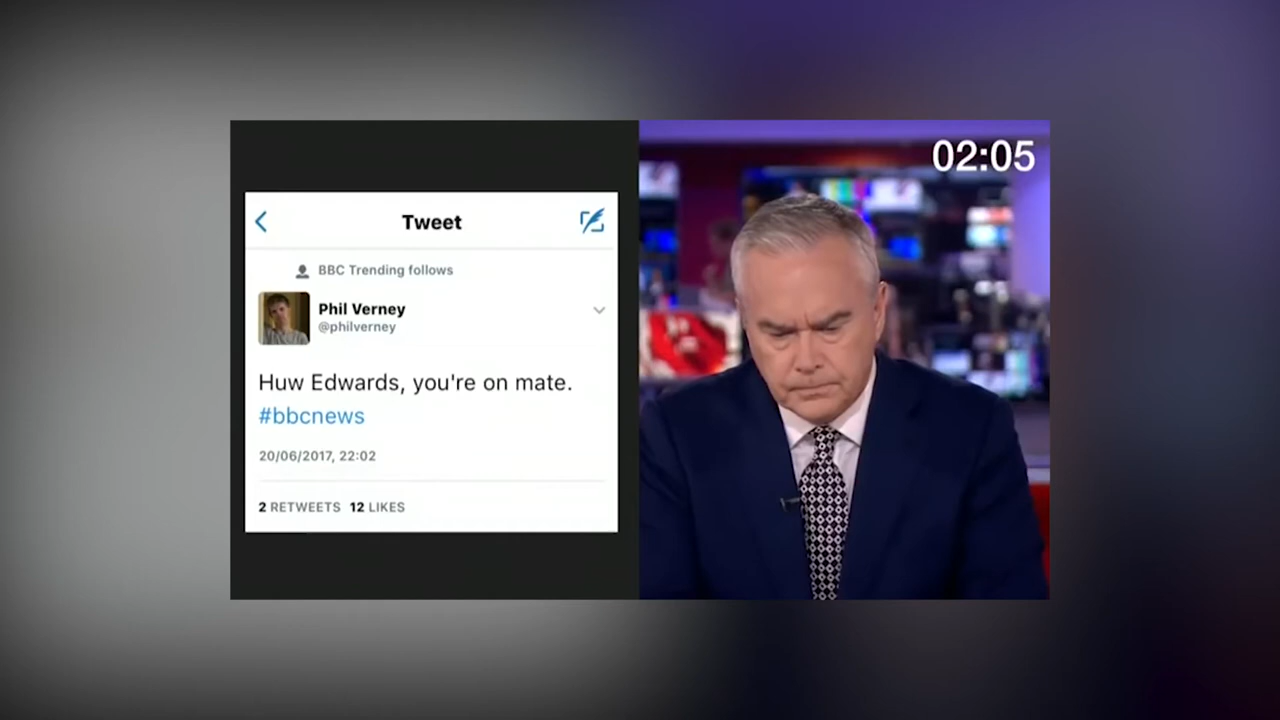 Tweet
BBC Trending follows
Phil Verney
@philverney
Huw Edwards, you're on mate.
#bbcnews
20/06/2017, 22:02
2 RETWEETS 12 LIKES
02:05